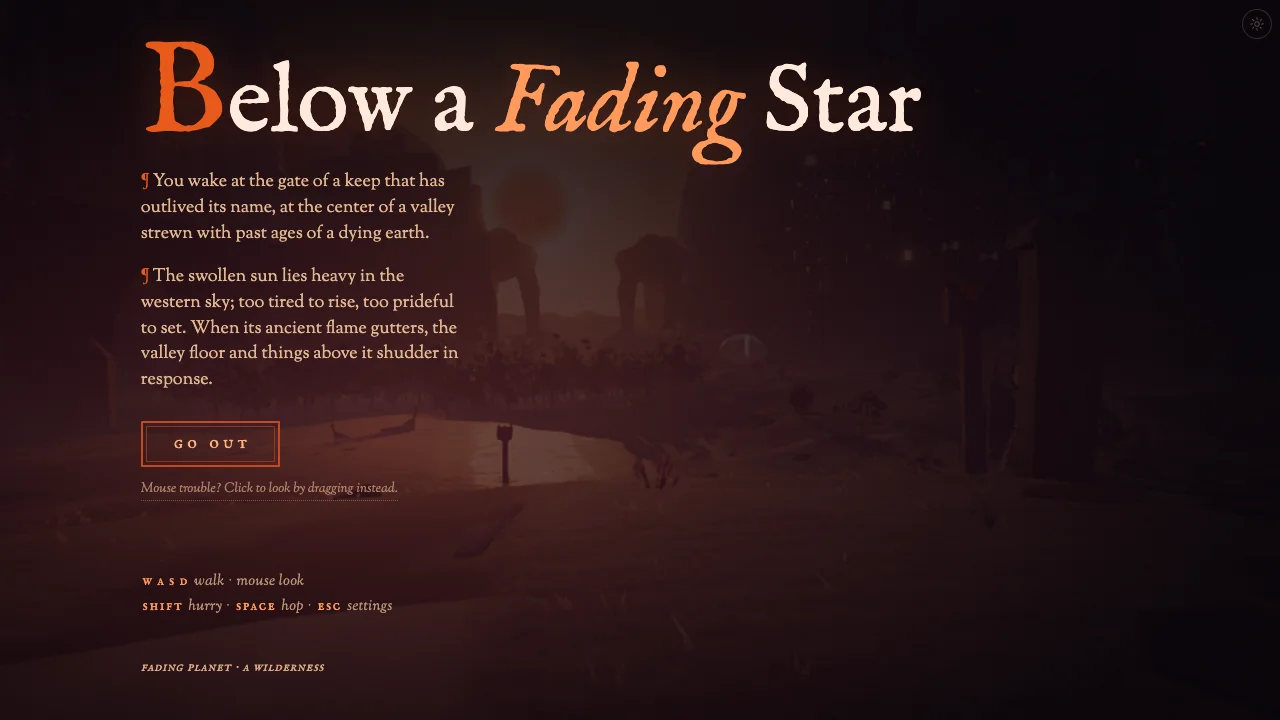 Below a Fading Star
¶ You wake at the gate of a keep that has
outlived its name, at the center of a valley
strewn with past ages of a dying earth.
¶ The swollen sun lies heavy in the
western sky; too tired to rise, too prideful
to set. When its ancient flame gutters, the
valley floor and things above it shudder in
response.
GO OUT
Mouse trouble? Click to look by dragging instead.
WASD walk · mouse look
SHIFT hurry · SPACE hop · ESC settings
FADING PLANET · A WILDERNESS